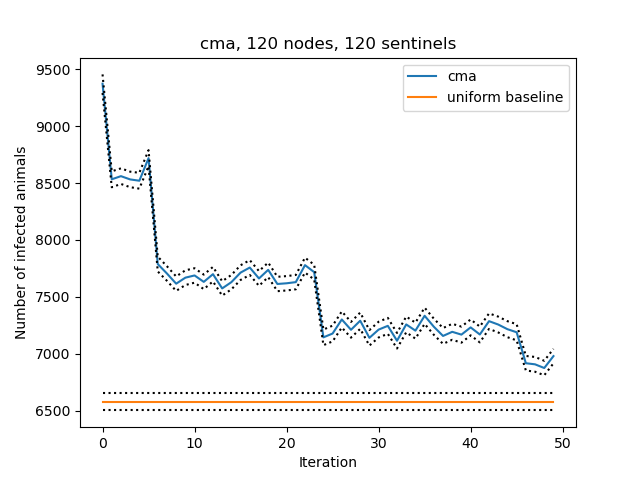 cma, 120 nodes, 120 sentinels
cma
uniform baseline
9500
9000
8500
8000
7500
7000
6500
Number of infected animals
0
10
20
30
40
50
Iteration